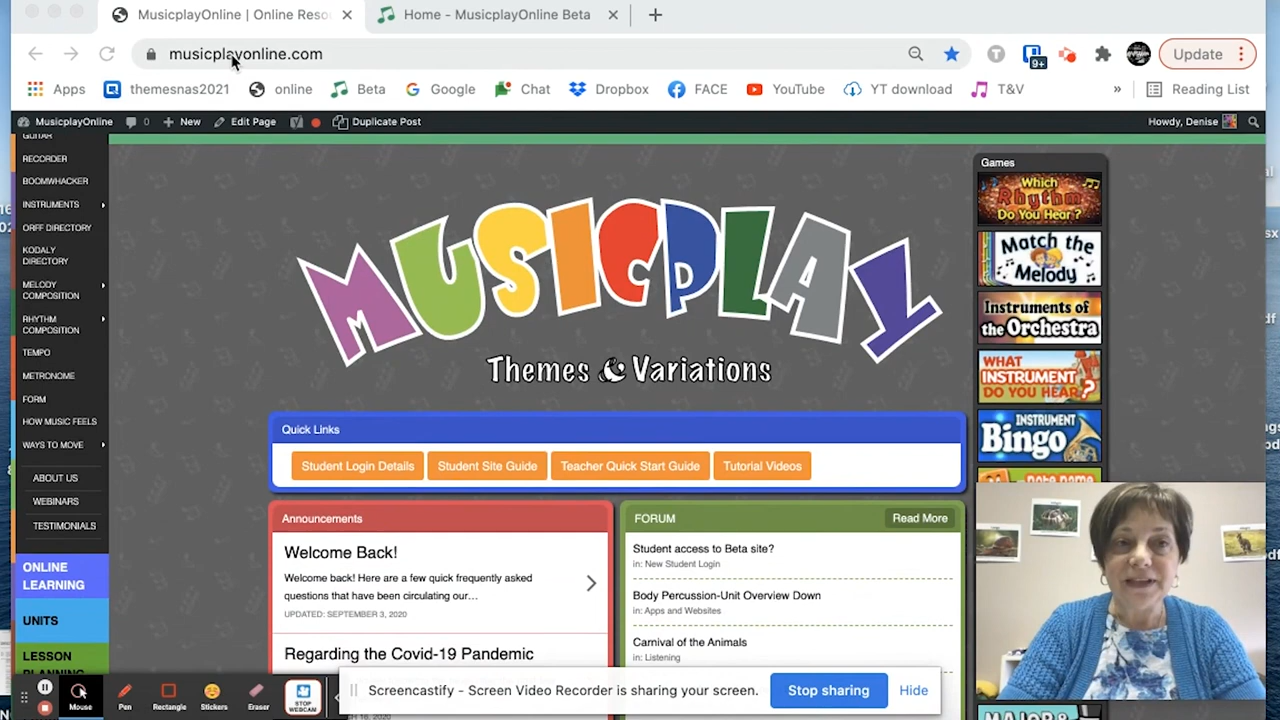 MusicplayOnline | Online Reso
Home - MusicplayOnline Beta
musicplayonline.com
T
9+
Update
Apps
themesnas2021
online
Beta
Google
Chat
Dropbox
FACE
YouTube
YT download
T&V
»
Reading List
MusicplayOnline
0
New
Edit Page
Duplicate Post
Howdy, Denise
GUITAR
RECORDER
BOOMWHACKER
INSTRUMENTS
ORFF DIRECTORY
KODALY
DIRECTORY
MELODY
COMPOSITION
RHYTHM
COMPOSITION
TEMPO
METRONOME
FORM
HOW MUSIC FEELS
WAYS TO MOVE
ABOUT US
WEBINARS
TESTIMONIALS
ONLINE
LEARNING
UNITS
LESSON
PLANNING
MUSICPLAY
Themes & Variations
Quick Links
Student Login Details
Student Site Guide
Teacher Quick Start Guide
Tutorial Videos
Announcements
Welcome Back!
Welcome back! Here are a few quick frequently asked
questions that have been circulating our...
UPDATED: SEPTEMBER 3, 2020
Regarding the Covid-19 Pandemic
FORUM
Read More
Student access to Beta site?
in: New Student Login
Body Percussion-Unit Overview Down
in: Apps and Websites
Carnival of the Animals
in: Listening
Games
Which
Rhythm
Do You Hear?
Match the
Melody
Instruments of
the Orchestra
WHAT
INSTRUMENT
DO YOU HEAR?
INSTRUMENT
Bingo
note name
MAJOR &
Mouse
Pen
Rectangle
Stickers
Eraser
STOP
WEBCAM
Screencastify - Screen Video Recorder is sharing your screen.
Stop sharing
Hide